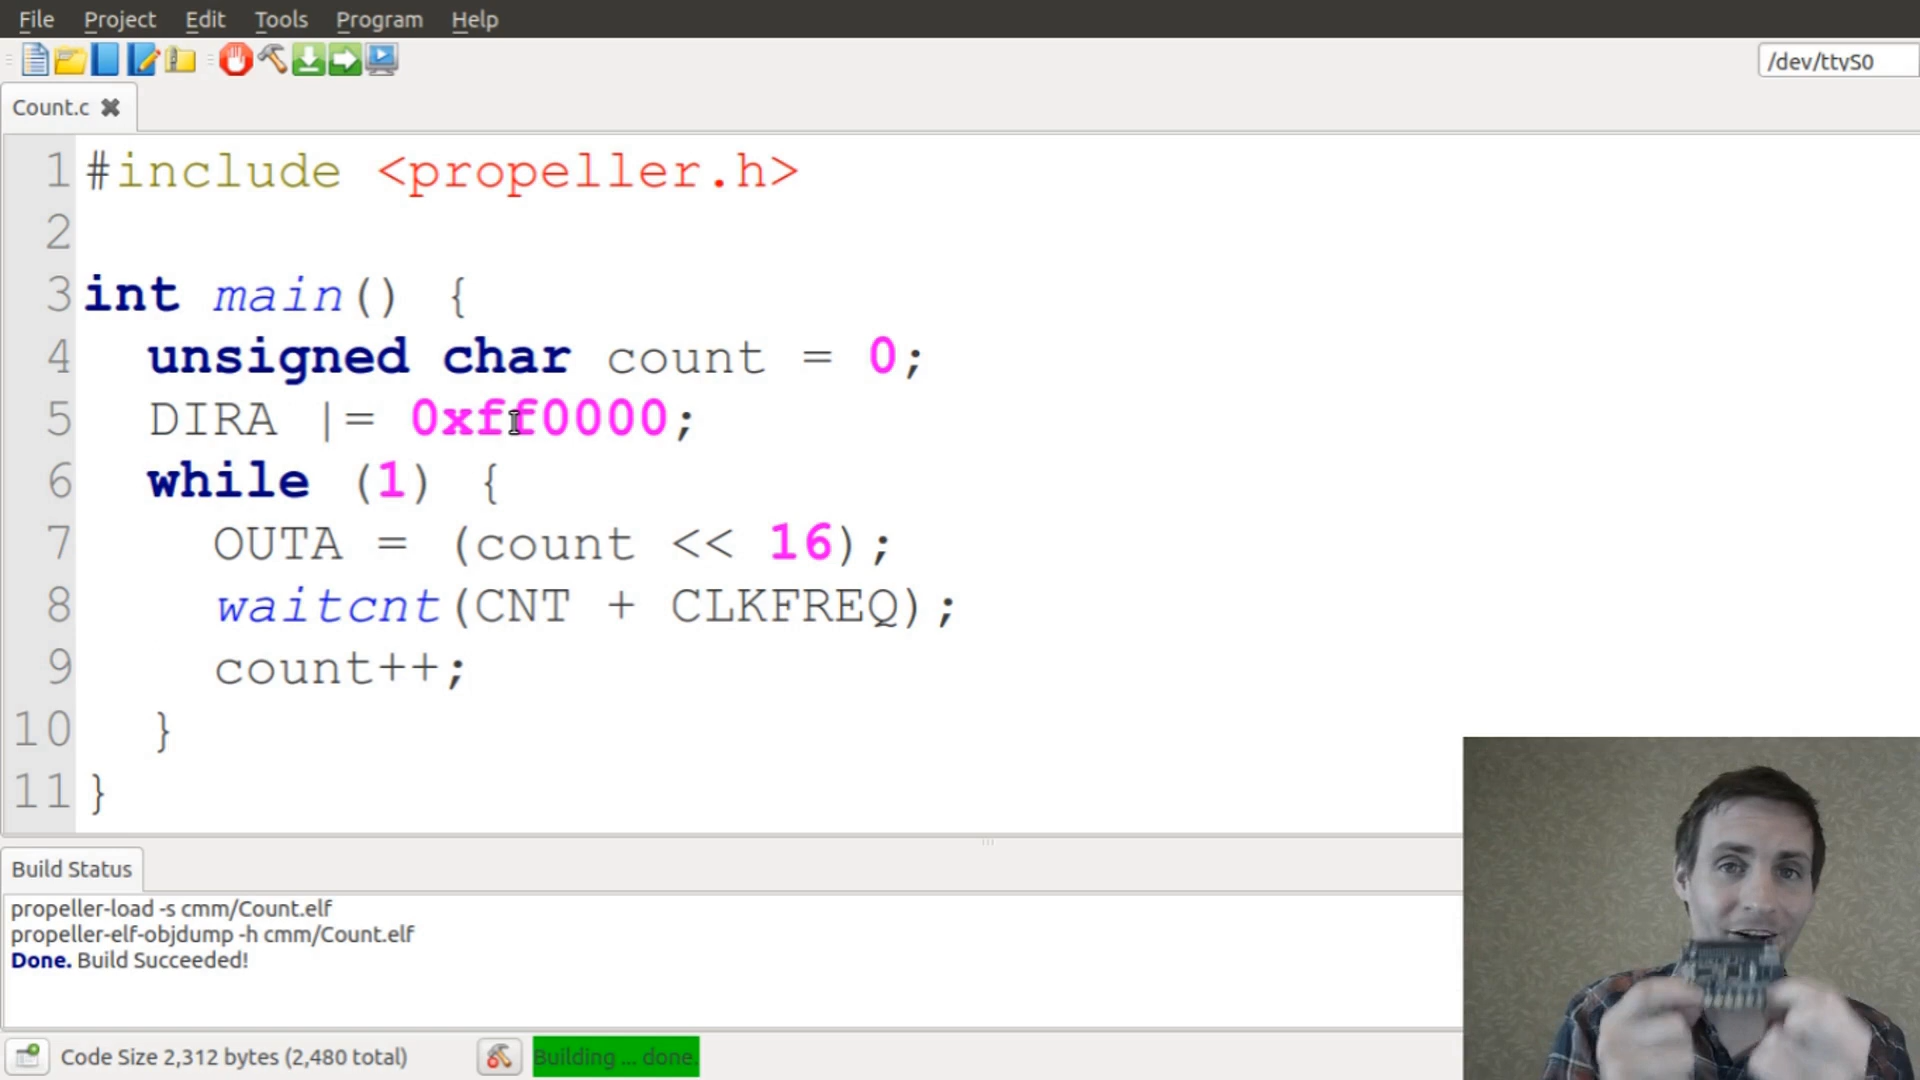 File Project Edit Tools Program Help
/dev/ttyS0
Count.c
1 #include <propeller.h>
2
3 int main() {
4 unsigned char count = 0;
5 DIRA |= 0xff0000;
6 while (1) {
7 OUTA = (count << 16);
8 waitcnt(CNT + CLKFREQ);
9 count++;
10 }
11 }
Build Status
propeller-load -s cmm/Count.elf
propeller-elf-objdump -h cmm/Count.elf
Done. Build Succeeded!
Code Size 2,312 bytes (2,480 total) Building ... done.